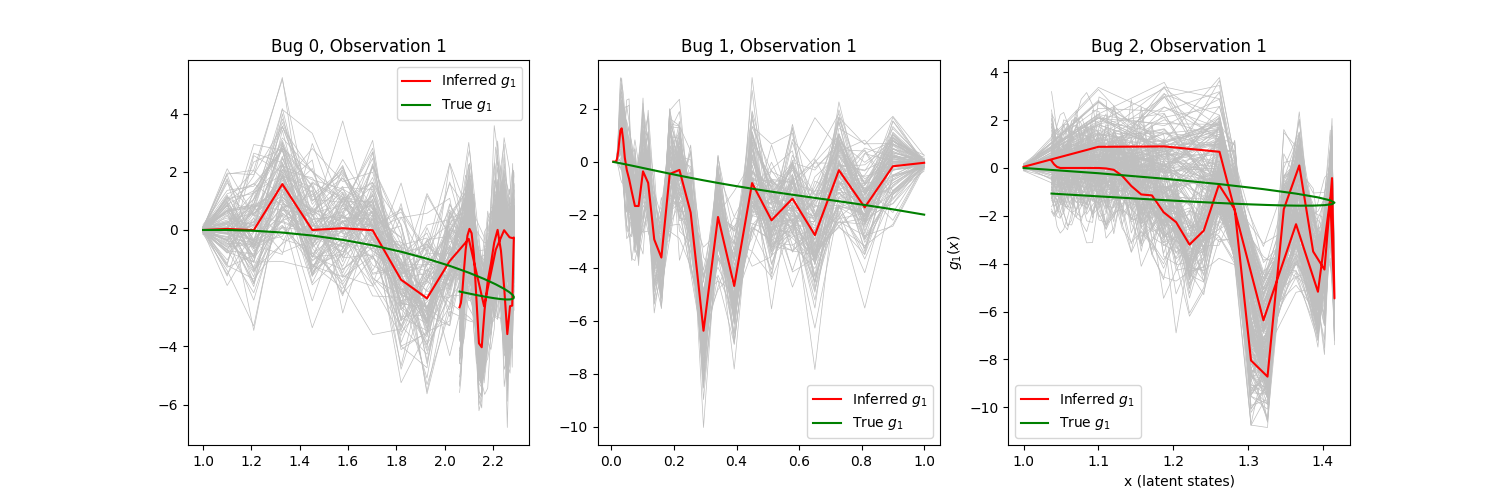 Bug 0, Observation 1
Bug 1, Observation 1
Bug 2, Observation 1
Inferred g₁
True g₁
4
2
0
−2
−4
−6
1.0 1.2 1.4 1.6 1.8 2.0 2.2
2
0
−2
−4
−6
−8
−10
Inferred g₁
True g₁
0.0 0.2 0.4 0.6 0.8 1.0
g₁(x)
4
2
0
−2
−4
−6
−8
−10
Inferred g₁
True g₁
1.0 1.1 1.2 1.3 1.4
x (latent states)